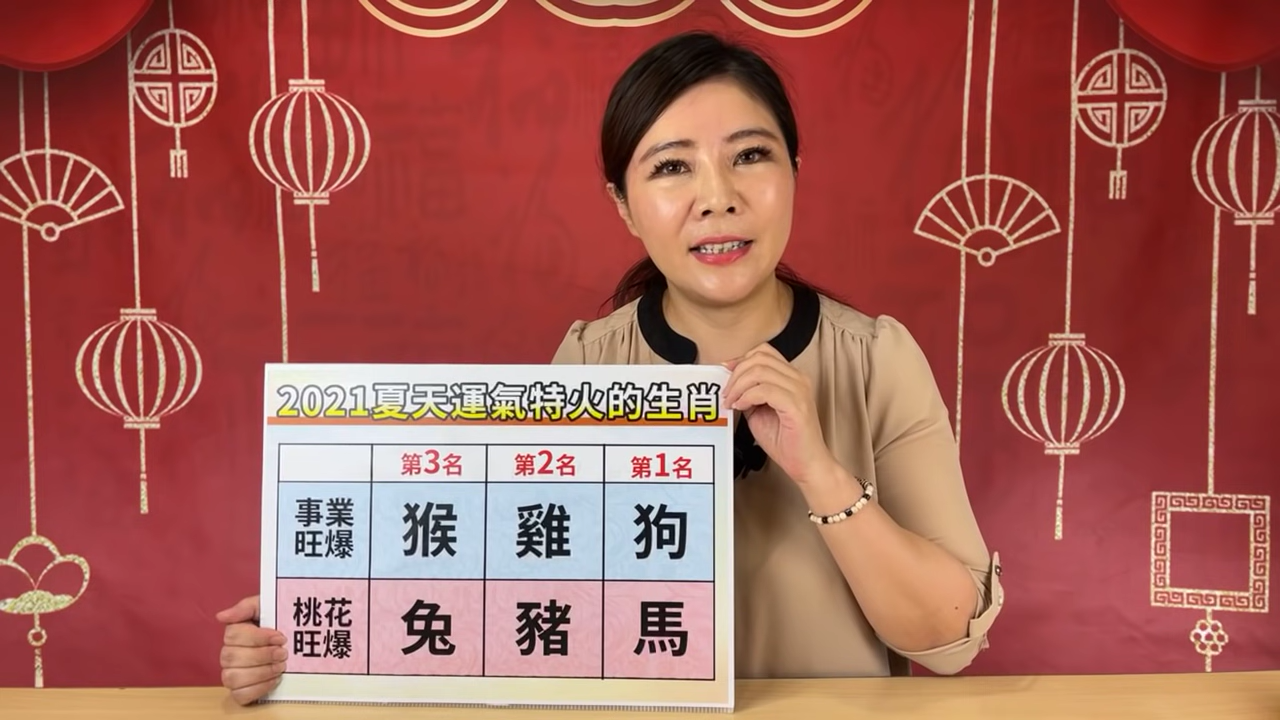 2021夏天運氣特火的生肖
第3名 第2名 第1名
事業旺爆 猴 雞 狗
桃花旺爆 兔 豬 馬